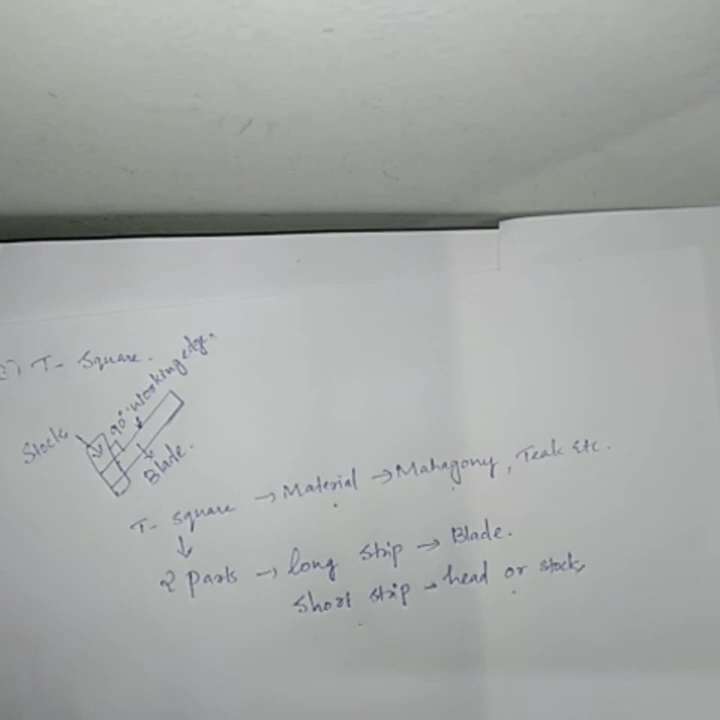 2) T- Square.
90° working edge.
Stock
Blade.
T- square → Material → Mahagony, Teak Etc.
↓
2 Parts → long strip → Blade.
Short strip → head or stock